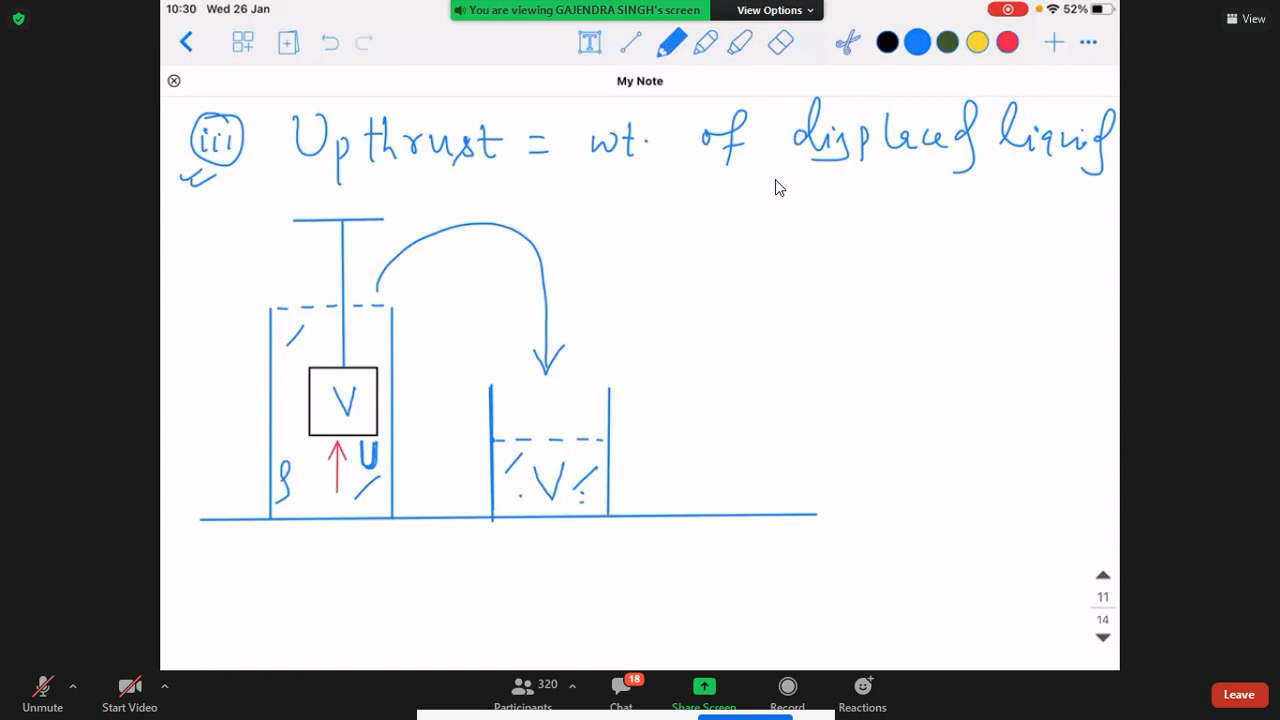 10:30 Wed 26 Jan
You are viewing GAJENDRA SINGH's screen
View Options
52%
View
My Note
iii Upthrust = wt. of displaced liquid
V
U
ρ
V
11
14
Unmute
Start Video
320
Participants
18
Chat
Share Screen
Record
Reactions
Leave